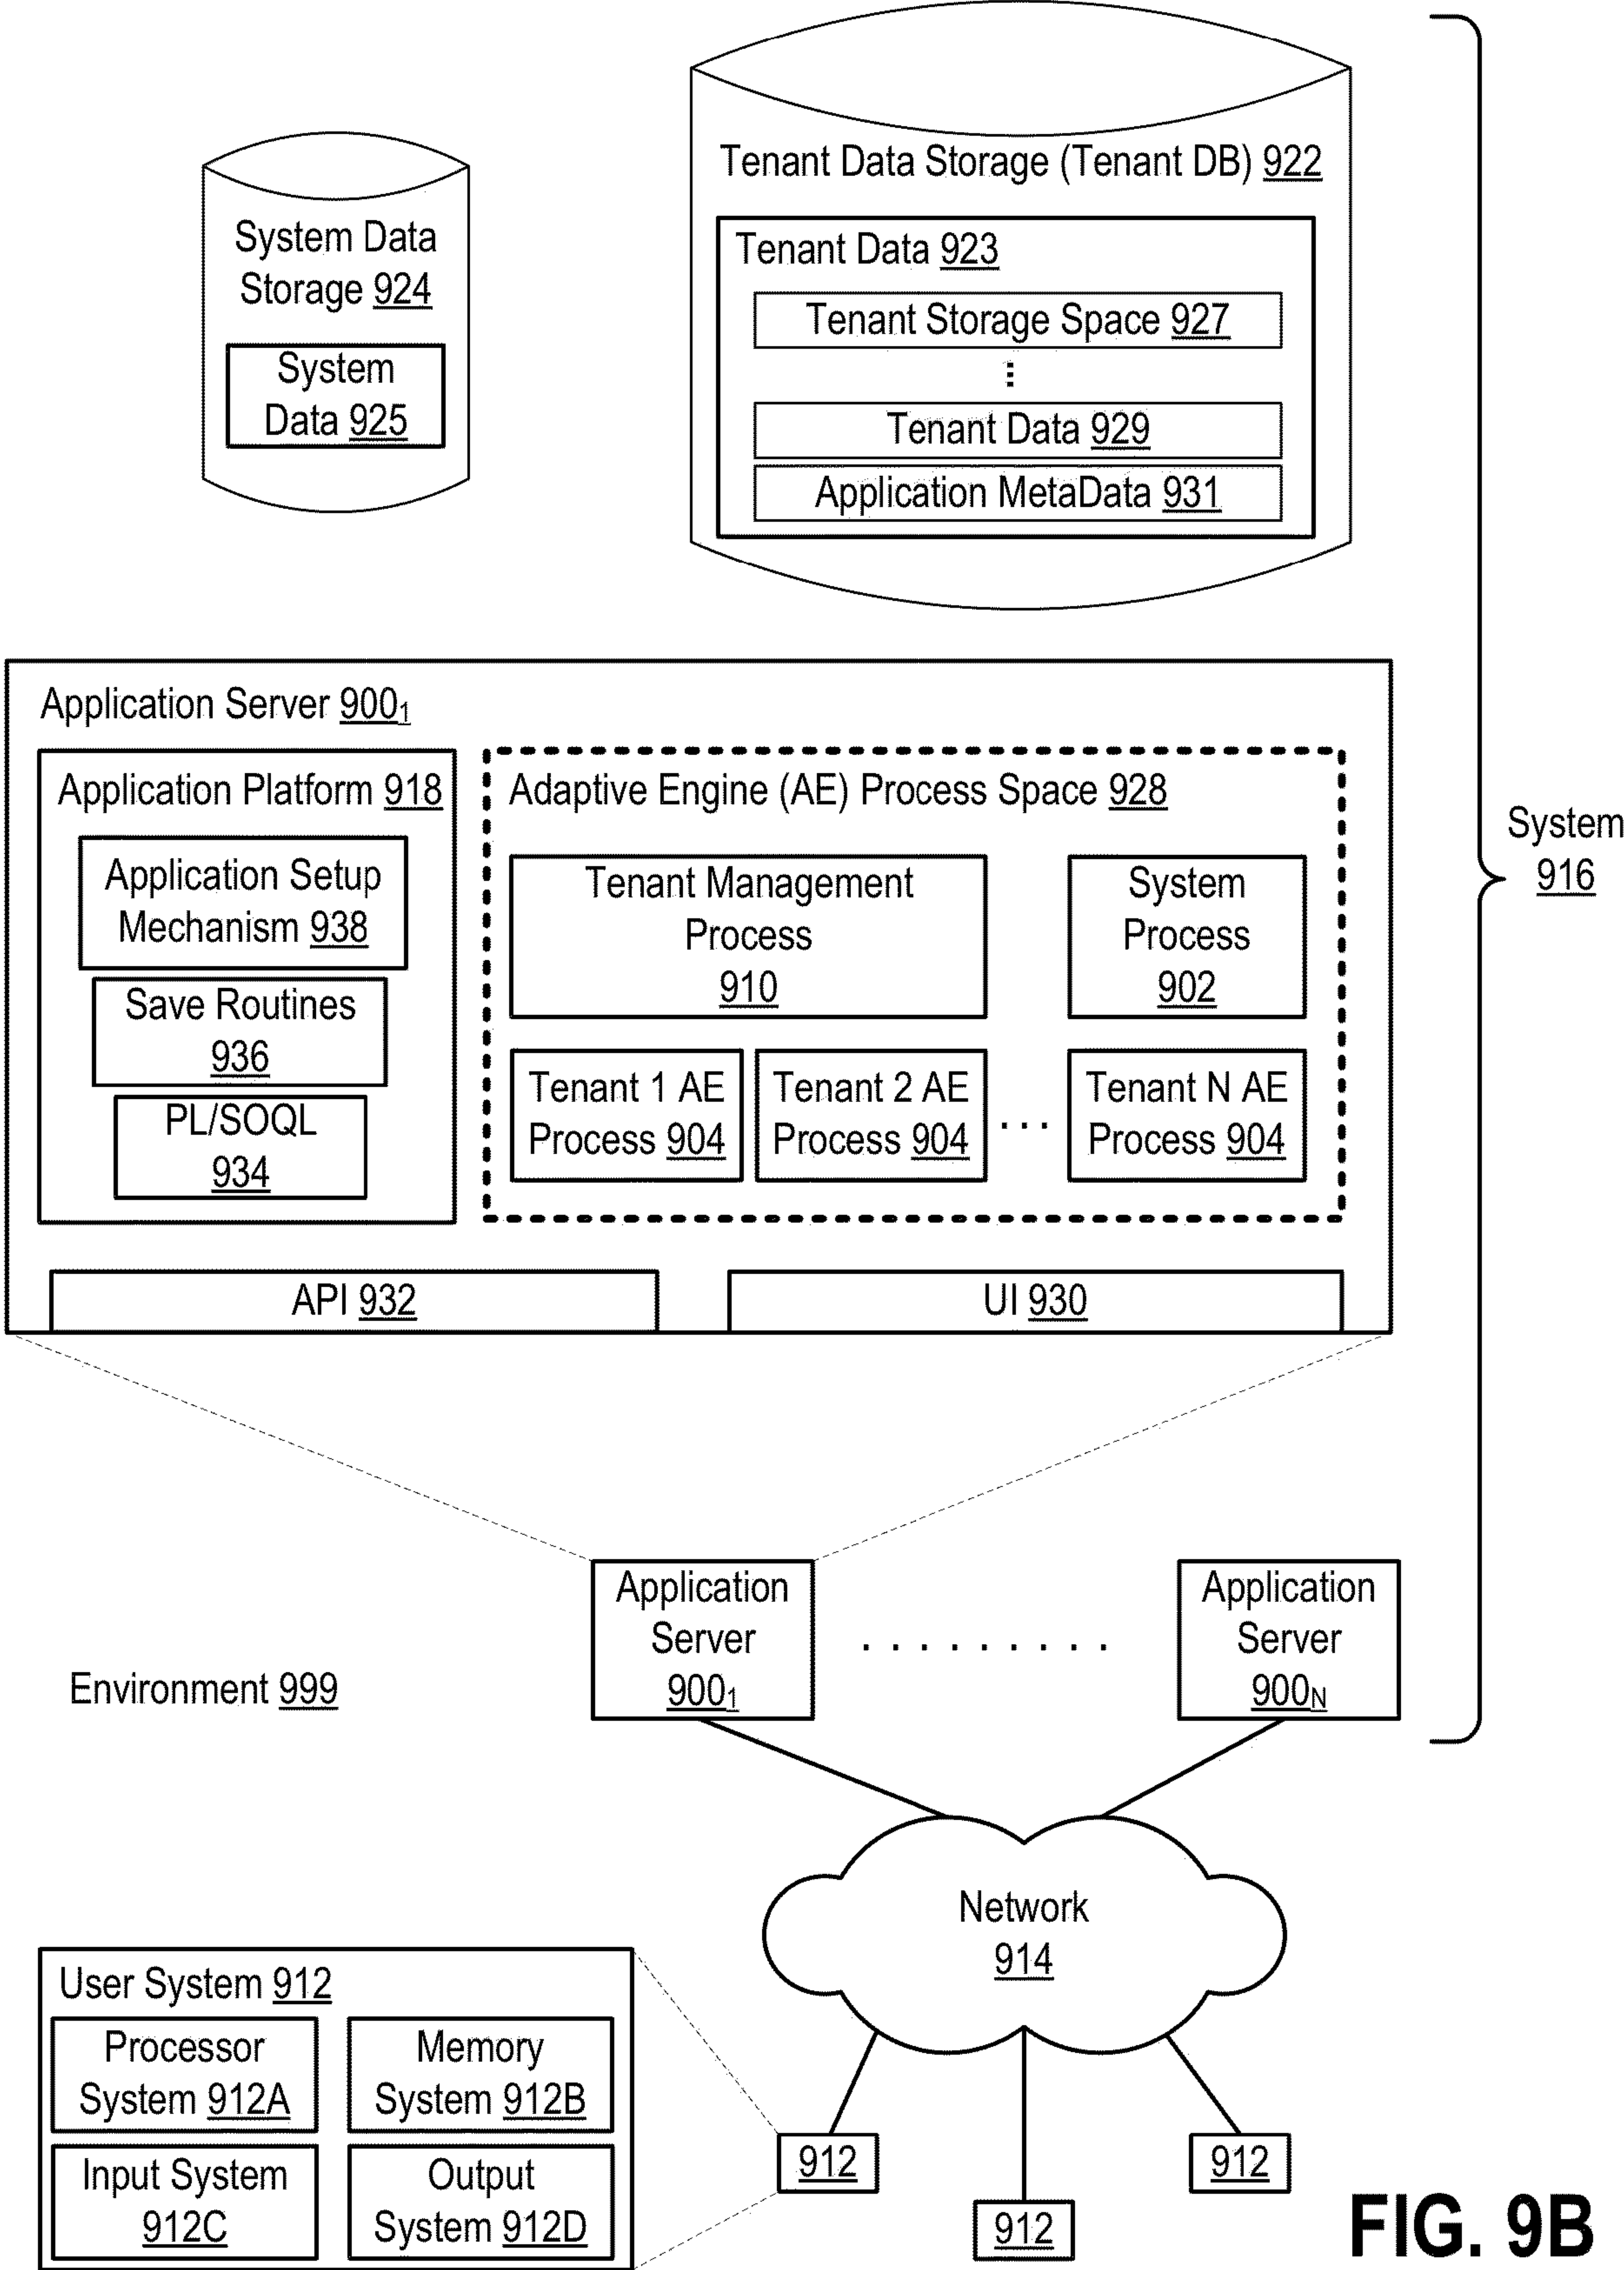 Tenant Data Storage (Tenant DB) 922
System Data
Storage 924
System
Data 925
Tenant Data 923
Tenant Storage Space 927
Tenant Data 929
Application MetaData 931
Application Server 900₁
Application Platform 918
Application Setup
Mechanism 938
Save Routines
936
PL/SOQL
934
Adaptive Engine (AE) Process Space 928
Tenant Management
Process
910
System
Process
902
Tenant 1 AE
Process 904
Tenant 2 AE
Process 904
...
Tenant N AE
Process 904
API 932
UI 930
System
916
Application
Server
900₁
.........
Application
Server
900N
Environment 999
Network
914
User System 912
Processor
System 912A
Memory
System 912B
Input System
912C
Output
System 912D
912
912
912
FIG. 9B